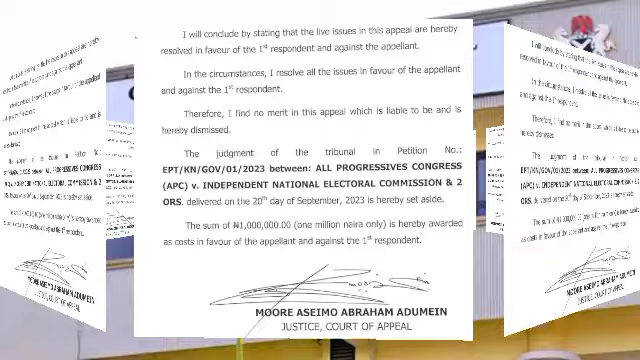 I will conclude by stating that the live issues in this appeal are hereby
resolved in favour of the 1st respondent and against the appellant.
In the circumstances, I resolve all the issues in favour of the appellant
and against the 1st respondent.
Therefore, I find no merit in this appeal which is liable to be and is
hereby dismissed.
The judgment of the tribunal in Petition No.:
EPT/KN/GOV/01/2023 between: ALL PROGRESSIVES CONGRESS
(APC) v. INDEPENDENT NATIONAL ELECTORAL COMMISSION & 2
ORS, delivered on the 20th day of September, 2023 is hereby set aside.
The sum of ₦1,000,000.00 (one million naira only) is hereby awarded
as costs in favour of the appellant and against the 1st respondent.
MOORE ASEIMO ABRAHAM ADUMEIN
JUSTICE, COURT OF APPEAL